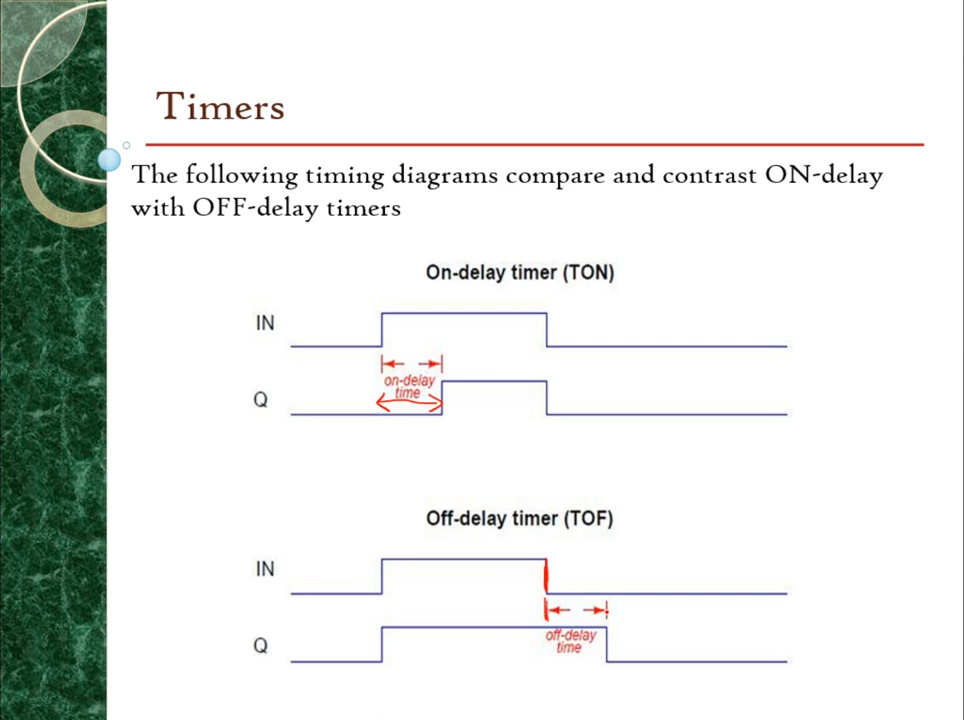 Timers
The following timing diagrams compare and contrast ON-delay
with OFF-delay timers
On-delay timer (TON)
IN
on-delay
time
Q
Off-delay timer (TOF)
IN
off-delay
time
Q